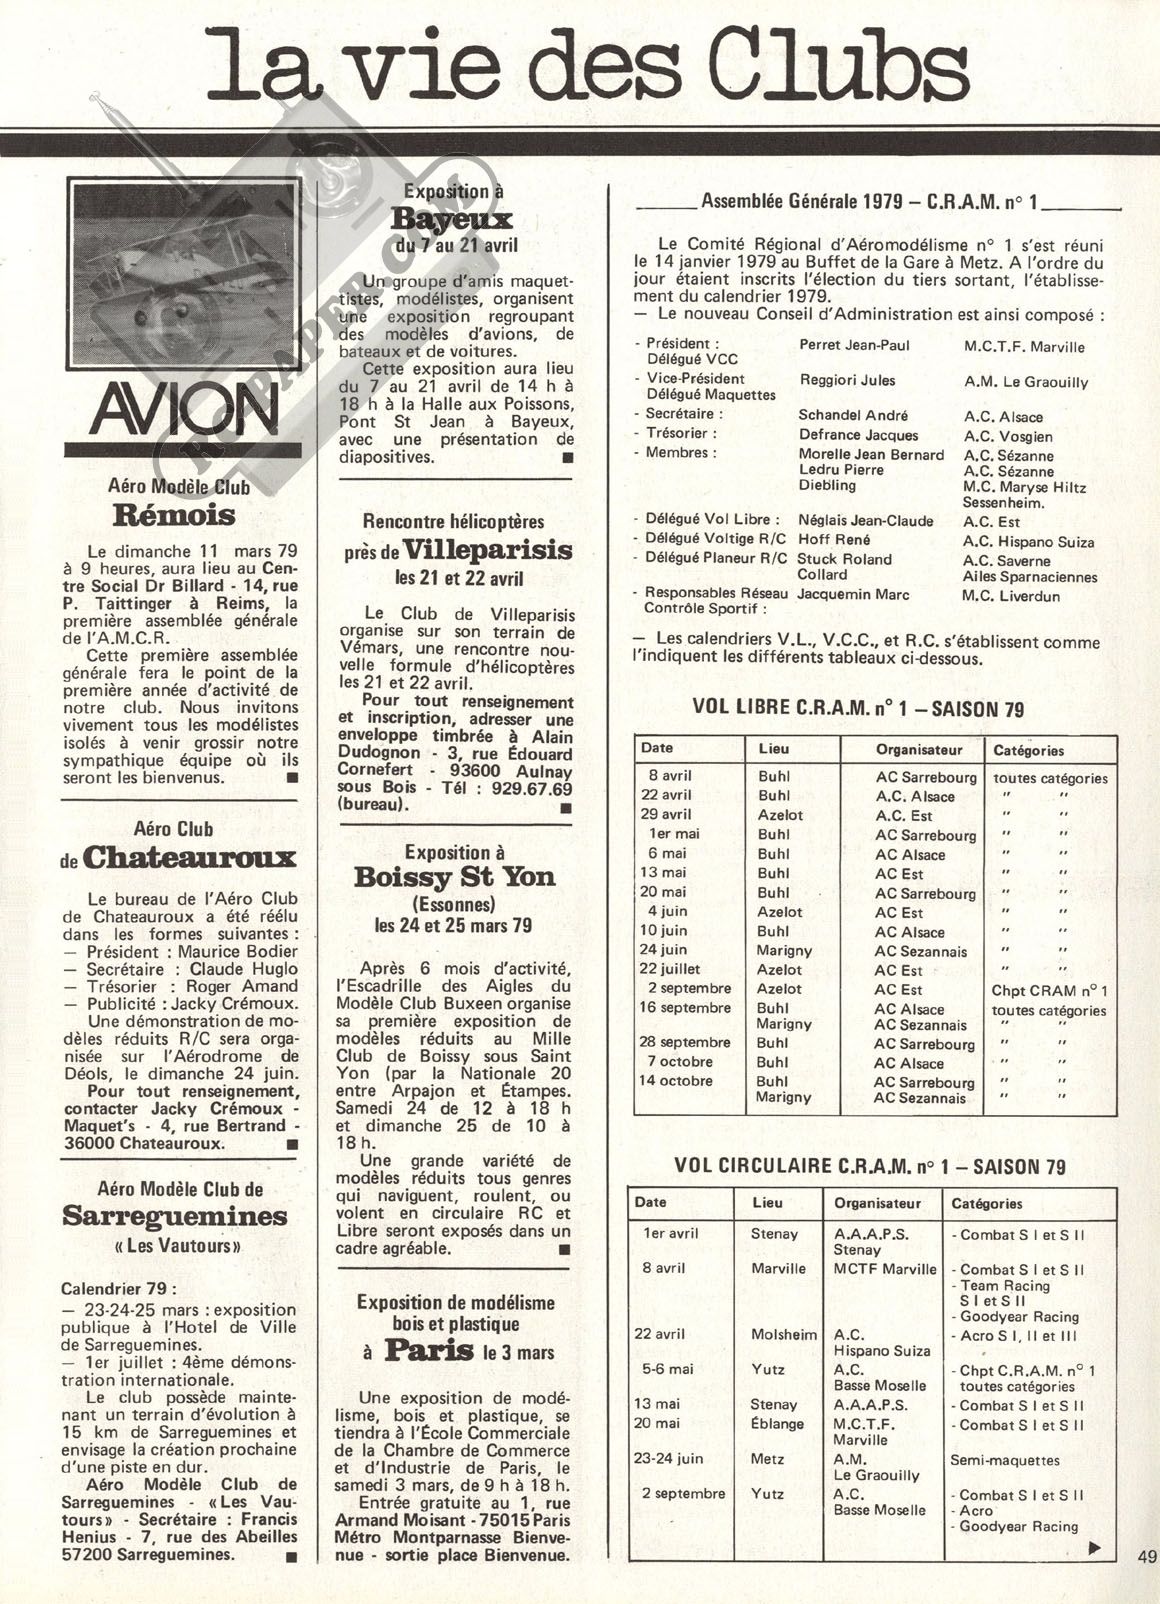 la vie des Clubs
AVION
Aéro Modèle Club
Rémois
Le dimanche 11 mars 79
à 9 heures, aura lieu au Cen-
tre Social Dr Billard - 14, rue
P. Taittinger à Reims, la
première assemblée générale
de l'A.M.C.R.
Cette première assemblée
générale fera le point de la
première année d'activité de
notre club. Nous invitons
vivement tous les modélistes
isolés à venir grossir notre
sympathique équipe où ils
seront les bienvenus.
Aéro Club
de Chateauroux
Le bureau de l'Aéro Club
de Chateauroux a été réélu
dans les formes suivantes :
— Président : Maurice Bodier
— Secrétaire : Claude Huglo
— Trésorier : Roger Amand
— Publicité : Jacky Crémoux.
Une démonstration de mo-
dèles réduits R/C sera orga-
nisée sur l'Aérodrome de
Déols, le dimanche 24 juin.
Pour tout renseignement,
contacter Jacky Crémoux -
Maquet's - 4, rue Bertrand -
36000 Chateauroux.
Aéro Modèle Club de
Sarreguemines
« Les Vautours»
Calendrier 79 :
— 23-24-25 mars : exposition
publique à l'Hotel de Ville
de Sarreguemines.
— 1er juillet : 4ème démons-
tration internationale.
Le club possède mainte-
nant un terrain d'évolution à
15 km de Sarreguemines et
envisage la création prochaine
d'une piste en dur.
Aéro Modèle Club de
Sarreguemines - «Les Vau-
tours» - Secrétaire : Francis
Henius - 7, rue des Abeilles
57200 Sarreguemines.
Exposition à
Bayeux
du 7 au 21 avril
Un groupe d'amis maquet-
tistes, modélistes, organisent
une exposition regroupant
des modèles d'avions, de
bateaux et de voitures.
Cette exposition aura lieu
du 7 au 21 avril de 14 h à
18 h à la Halle aux Poissons,
Pont St Jean à Bayeux,
avec une présentation de
diapositives.
Rencontre hélicoptères
près de Villeparisis
les 21 et 22 avril
Le Club de Villeparisis
organise sur son terrain de
Vémars, une rencontre nou-
velle formule d'hélicoptères
les 21 et 22 avril.
Pour tout renseignement
et inscription, adresser une
enveloppe timbrée à Alain
Dudognon - 3, rue Édouard
Cornefert - 93600 Aulnay
sous Bois - Tél : 929.67.69
(bureau).
Exposition à
Boissy St Yon
(Essonnes)
les 24 et 25 mars 79
Après 6 mois d'activité,
l'Escadrille des Aigles du
Modèle Club Buxeen organise
sa première exposition de
modèles réduits au Mille
Club de Boissy sous Saint
Yon (par la Nationale 20
entre Arpajon et Étampes.
Samedi 24 de 12 à 18 h
et dimanche 25 de 10 à
18 h.
Une grande variété de
modèles réduits tous genres
qui naviguent, roulent, ou
volent en circulaire RC et
Libre seront exposés dans un
cadre agréable.
Exposition de modélisme
bois et plastique
à Paris le 3 mars
Une exposition de modé-
lisme, bois et plastique, se
tiendra à l'École Commerciale
de la Chambre de Commerce
et d'Industrie de Paris, le
samedi 3 mars, de 9 h à 18 h.
Entrée gratuite au 1, rue
Armand Moisant - 75015 Paris
Métro Montparnasse Bienve-
nue - sortie place Bienvenue.
Assemblée Générale 1979 – C.R.A.M. n° 1
Le Comité Régional d'Aéromodélisme n° 1 s'est réuni
le 14 janvier 1979 au Buffet de la Gare à Metz. A l'ordre du
jour étaient inscrits l'élection du tiers sortant, l'établisse-
ment du calendrier 1979.
— Le nouveau Conseil d'Administration est ainsi composé :
- Président : Perret Jean-Paul M.C.T.F. Marville
Délégué VCC
- Vice-Président Reggiori Jules A.M. Le Graouilly
Délégué Maquettes
- Secrétaire : Schandel André A.C. Alsace
- Trésorier : Defrance Jacques A.C. Vosgien
- Membres : Morelle Jean Bernard A.C. Sézanne
Ledru Pierre A.C. Sézanne
Diebling M.C. Maryse Hiltz
Sessenheim.
- Délégué Vol Libre : Néglais Jean-Claude A.C. Est
- Délégué Voltige R/C Hoff René A.C. Hispano Suiza
- Délégué Planeur R/C Stuck Roland A.C. Saverne
Collard Ailes Sparnaciennes
- Responsables Réseau Jacquemin Marc M.C. Liverdun
Contrôle Sportif :
— Les calendriers V.L., V.C.C., et R.C. s'établissent comme
l'indiquent les différents tableaux ci-dessous.
VOL LIBRE C.R.A.M. n° 1 – SAISON 79
Date Lieu Organisateur Catégories
8 avril Buhl AC Sarrebourg toutes catégories
22 avril Buhl A.C. Alsace " "
29 avril Azelot A.C. Est " "
1er mai Buhl AC Sarrebourg " "
6 mai Buhl AC Alsace " "
13 mai Buhl AC Est " "
20 mai Buhl AC Sarrebourg " "
4 juin Azelot AC Est " "
10 juin Buhl AC Alsace " "
24 juin Marigny AC Sezannais " "
22 juillet Azelot AC Est " "
2 septembre Azelot AC Est Chpt CRAM n° 1
16 septembre Buhl AC Alsace toutes catégories
Marigny AC Sezannais " "
28 septembre Buhl AC Sarrebourg " "
7 octobre Buhl AC Alsace " "
14 octobre Buhl AC Sarrebourg " "
Marigny AC Sezannais " "
VOL CIRCULAIRE C.R.A.M. n° 1 – SAISON 79
Date Lieu Organisateur Catégories
1er avril Stenay A.A.A.P.S. - Combat S I et S II
Stenay
8 avril Marville MCTF Marville - Combat S I et S II
- Team Racing
S I et S II
- Goodyear Racing
22 avril Molsheim A.C. - Acro S I, II et III
Hispano Suiza
5-6 mai Yutz A.C. - Chpt C.R.A.M. n° 1
Basse Moselle toutes catégories
13 mai Stenay A.A.A.P.S. - Combat S I et S II
20 mai Éblange M.C.T.F. - Combat S I et S II
Marville
23-24 juin Metz A.M. Semi-maquettes
Le Graouilly
2 septembre Yutz A.C. - Combat S I et S II
Basse Moselle - Acro
- Goodyear Racing
49
RC-PAPER.COM